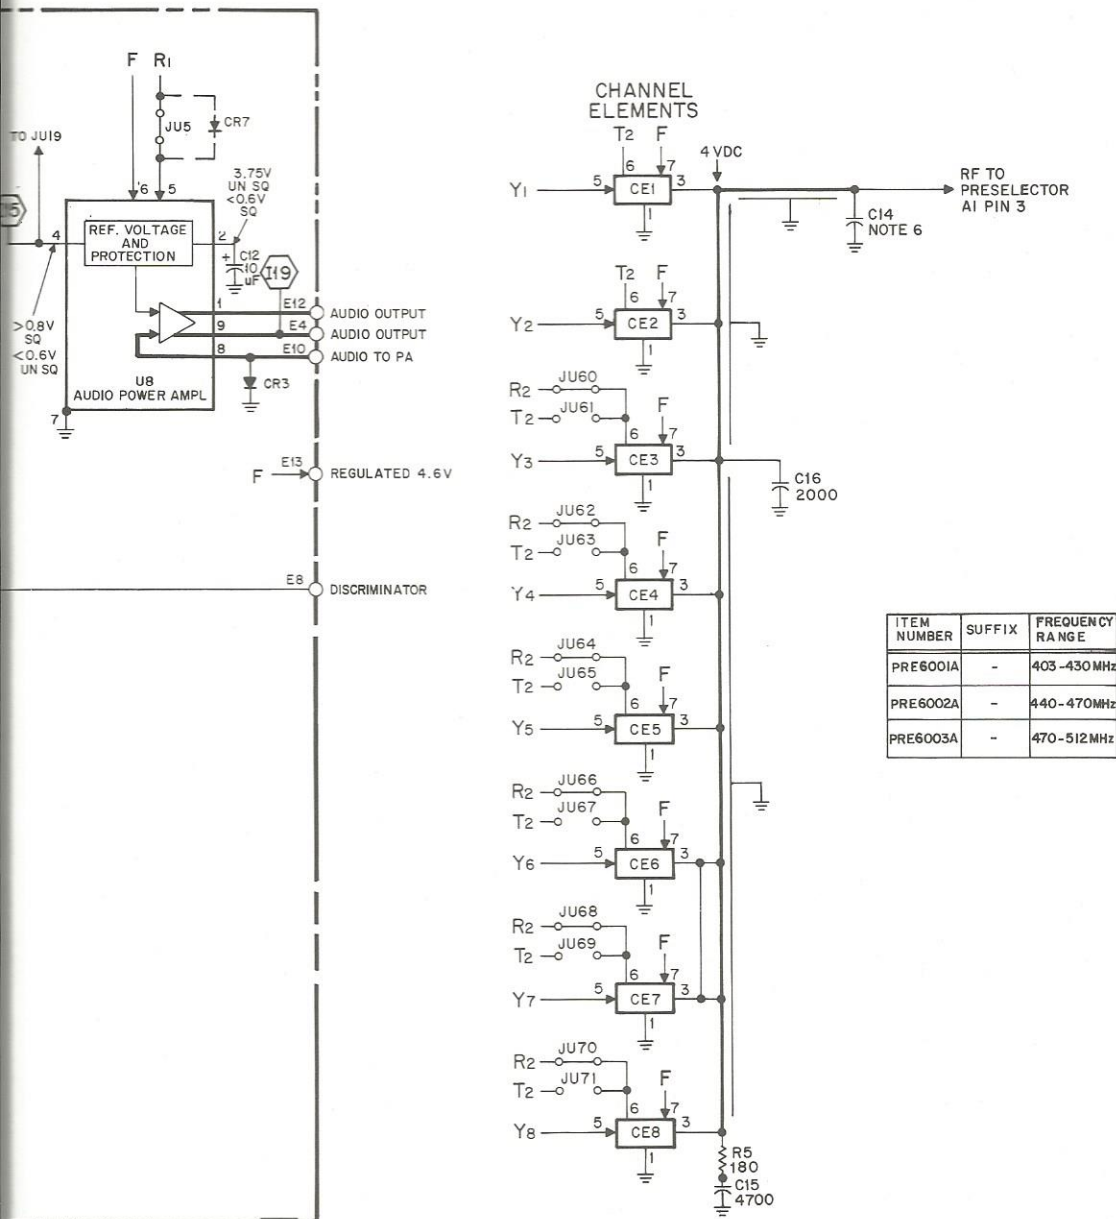 F R1
JU5
CR7
TO JU19
3.75V
UN SQ
<0.6V
SQ
6 5
REF. VOLTAGE
AND
PROTECTION
4
2
+ C12
10
uF
I19
>0.8V
SQ
<0.6V
UN SQ
1 E12 AUDIO OUTPUT
9 E4 AUDIO OUTPUT
8 E10 AUDIO TO PA
CR3
U8
AUDIO POWER AMPL
7
F E13 REGULATED 4.6V
E8 DISCRIMINATOR
CHANNEL
ELEMENTS
T2 F
4 VDC
6 7
Y1 5 CE1 3
1
RF TO
PRESELECTOR
A1 PIN 3
C14
NOTE 6
T2 F
6 7
Y2 5 CE2 3
1
R2 JU60
T2 JU61 F
6 7
Y3 5 CE3 3
1
C16
2000
R2 JU62
T2 JU63 F
6 7
Y4 5 CE4 3
1
R2 JU64
T2 JU65 F
6 7
Y5 5 CE5 3
1
R2 JU66
T2 JU67 F
6 7
Y6 5 CE6 3
1
R2 JU68
T2 JU69 F
6 7
Y7 5 CE7 3
1
R2 JU70
T2 JU71 F
6 7
Y8 5 CE8 3
1
R5
180
C15
4700
ITEM NUMBER SUFFIX FREQUENCY RANGE
PRE6001A - 403-430MHz
PRE6002A - 440-470MHz
PRE6003A - 470-512MHz